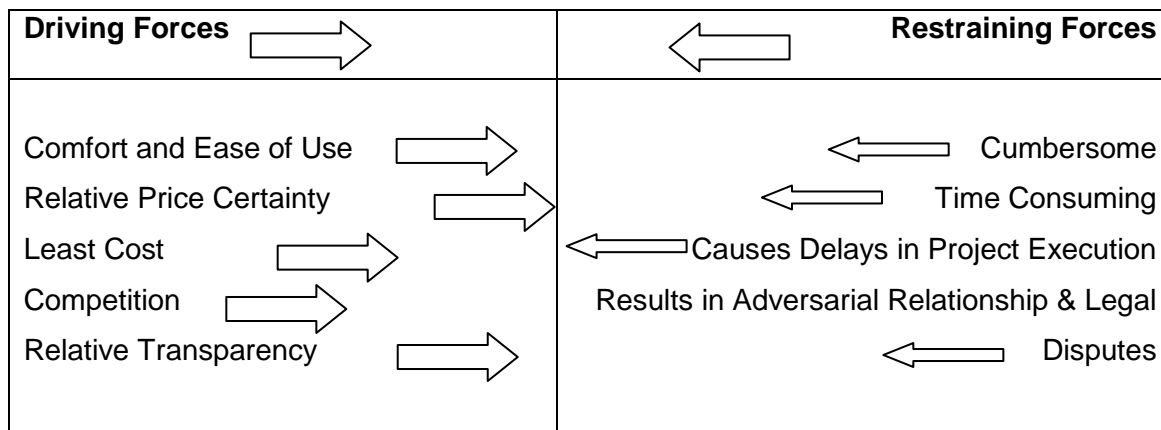 Driving Forces
Restraining Forces
Comfort and Ease of Use
Relative Price Certainty
Least Cost
Competition
Relative Transparency
Cumbersome
Time Consuming
Causes Delays in Project Execution
Results in Adversarial Relationship & Legal
Disputes